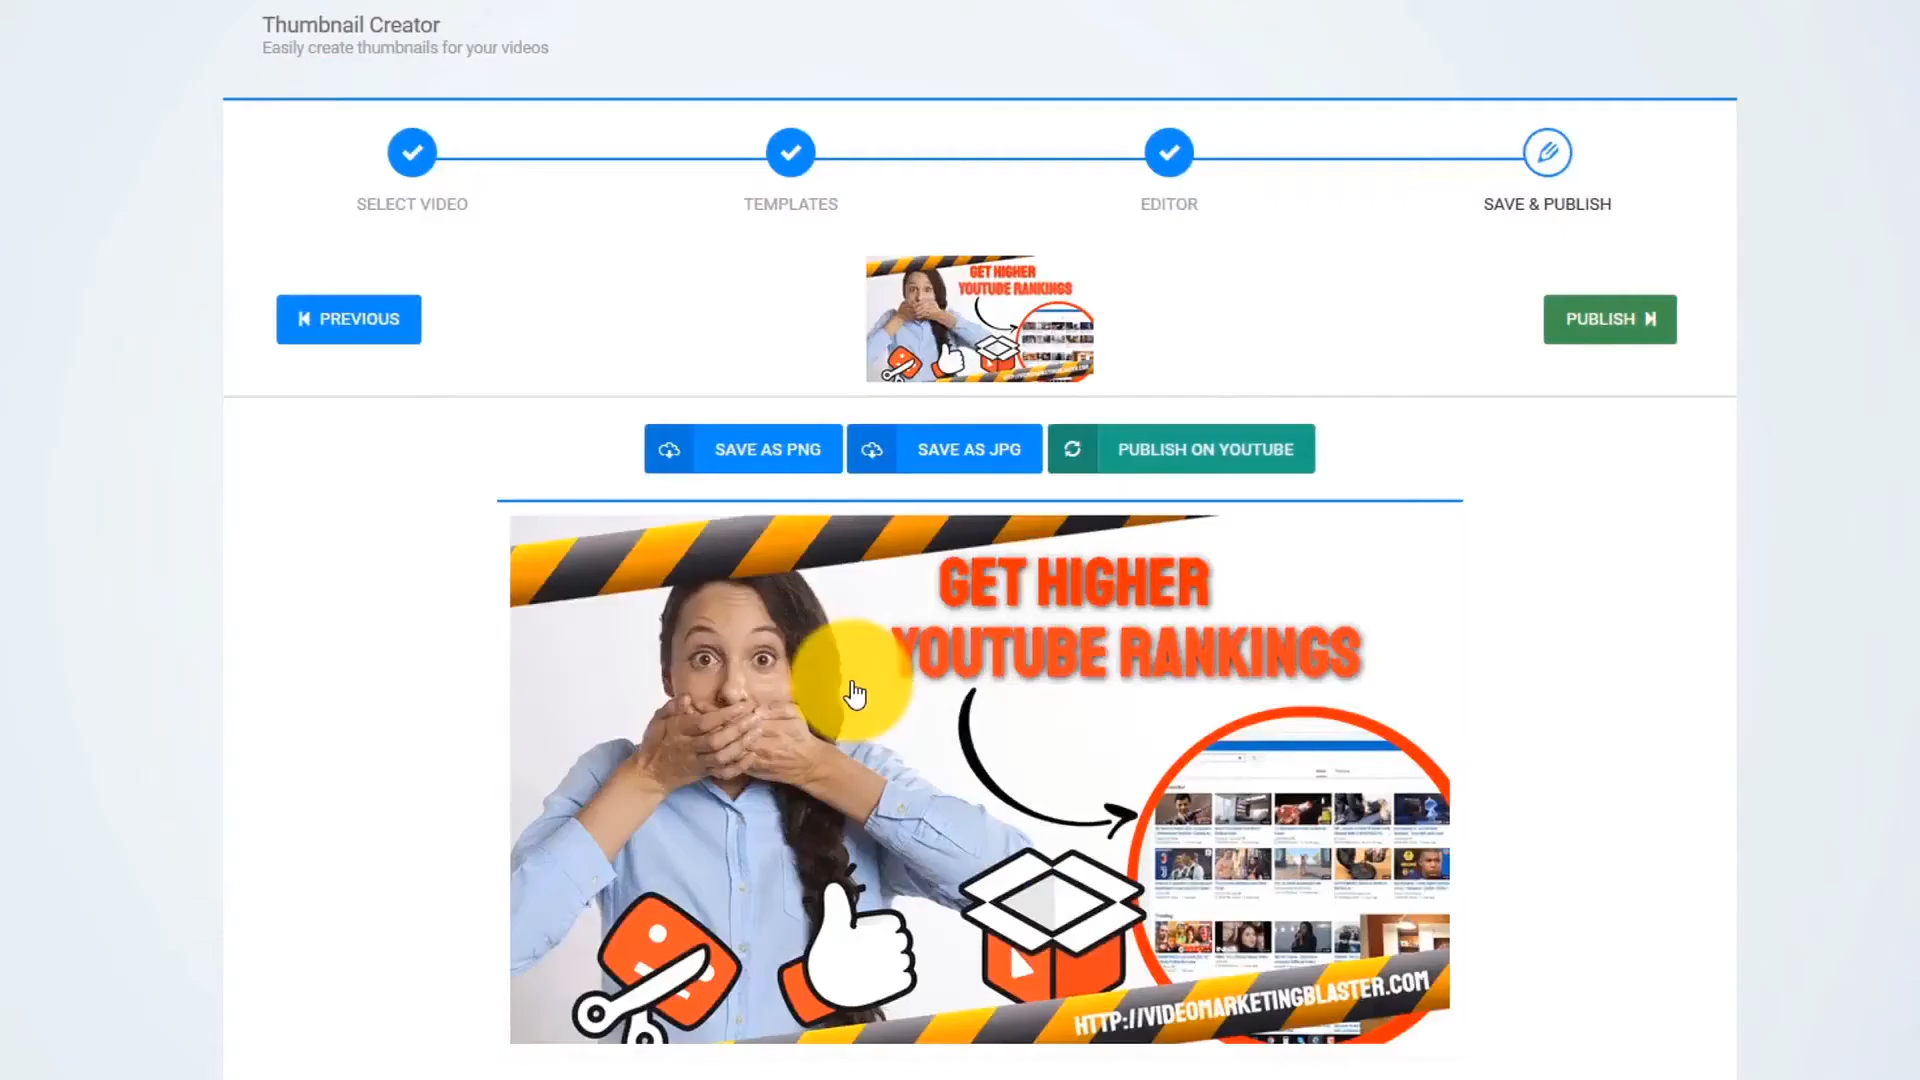 Thumbnail Creator
Easily create thumbnails for your videos
SELECT VIDEO
TEMPLATES
EDITOR
SAVE & PUBLISH
PREVIOUS
GET HIGHER
YOUTUBE RANKINGS
PUBLISH
SAVE AS PNG
SAVE AS JPG
PUBLISH ON YOUTUBE
GET HIGHER
YOUTUBE RANKINGS
HTTP://VIDEOMARKETINGBLASTER.COM